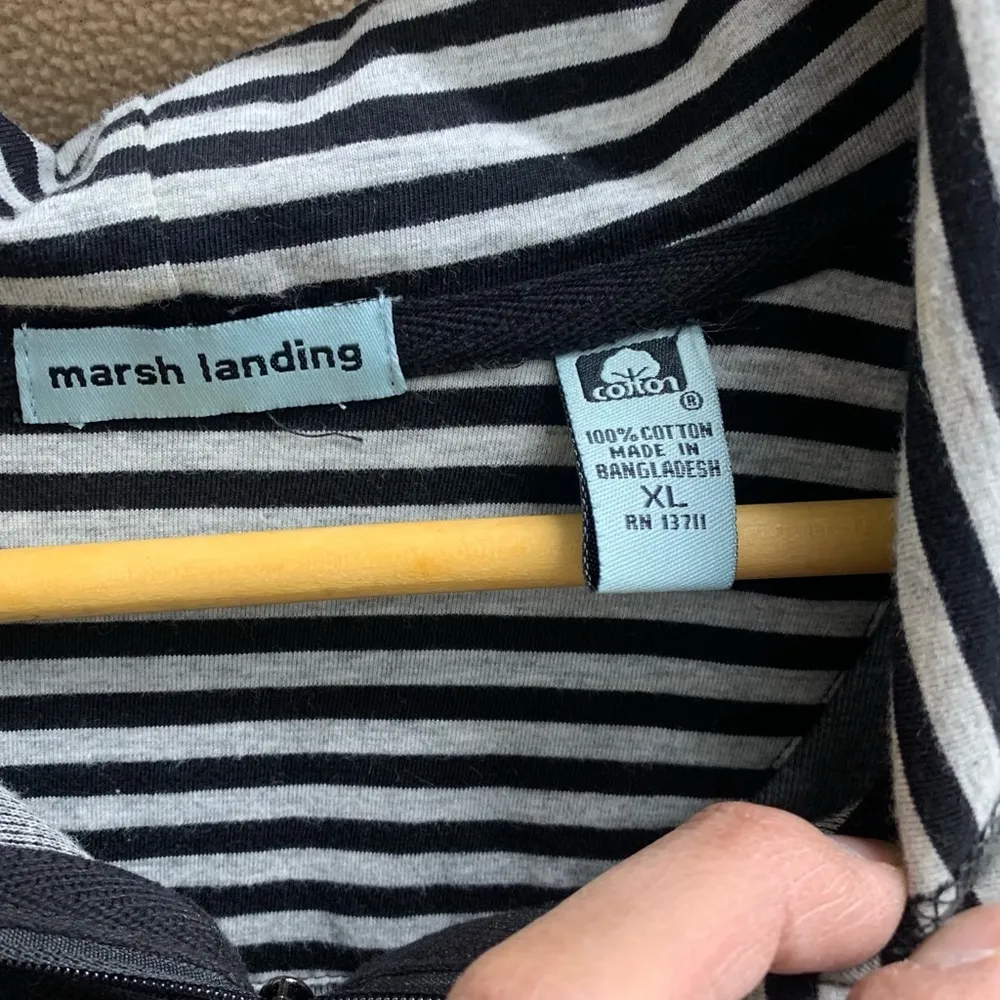 marsh landing
cotton
®
100% COTTON
MADE IN
BANGLADESH
XL
RN 13711